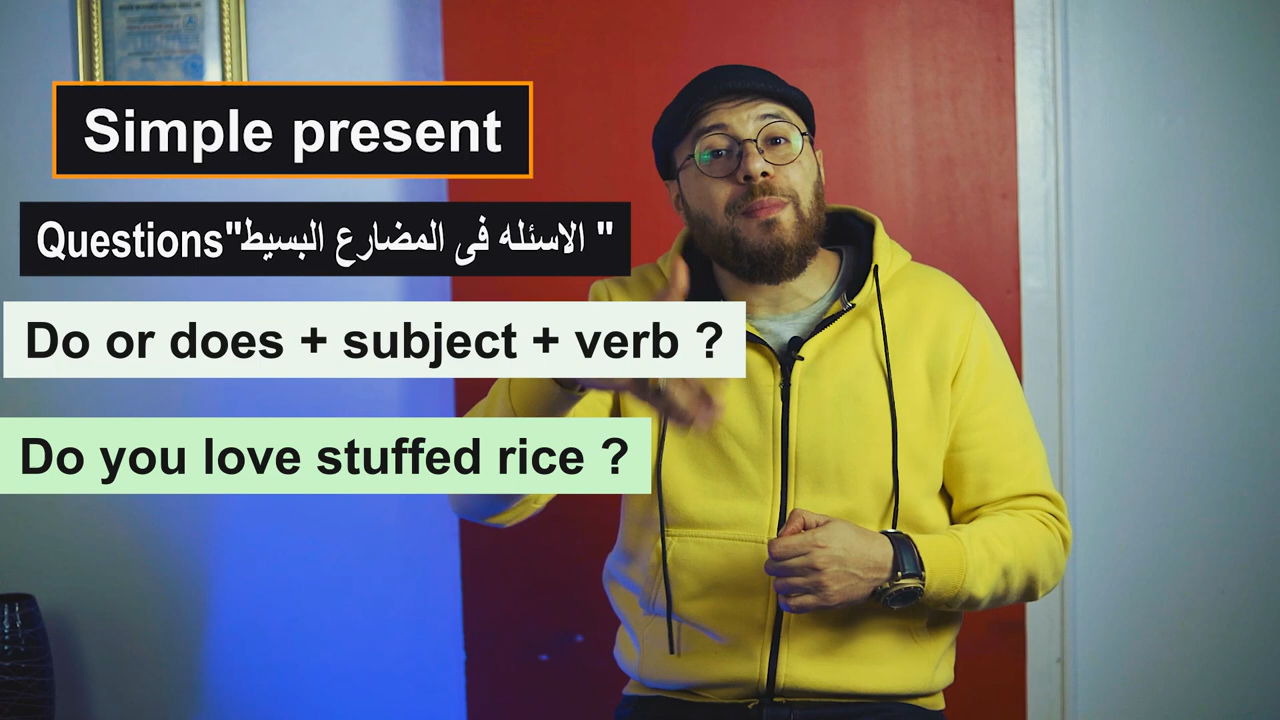 Simple present
Questions"الاسئله فى المضارع البسيط "
Do or does + subject + verb ?
Do you love stuffed rice ?